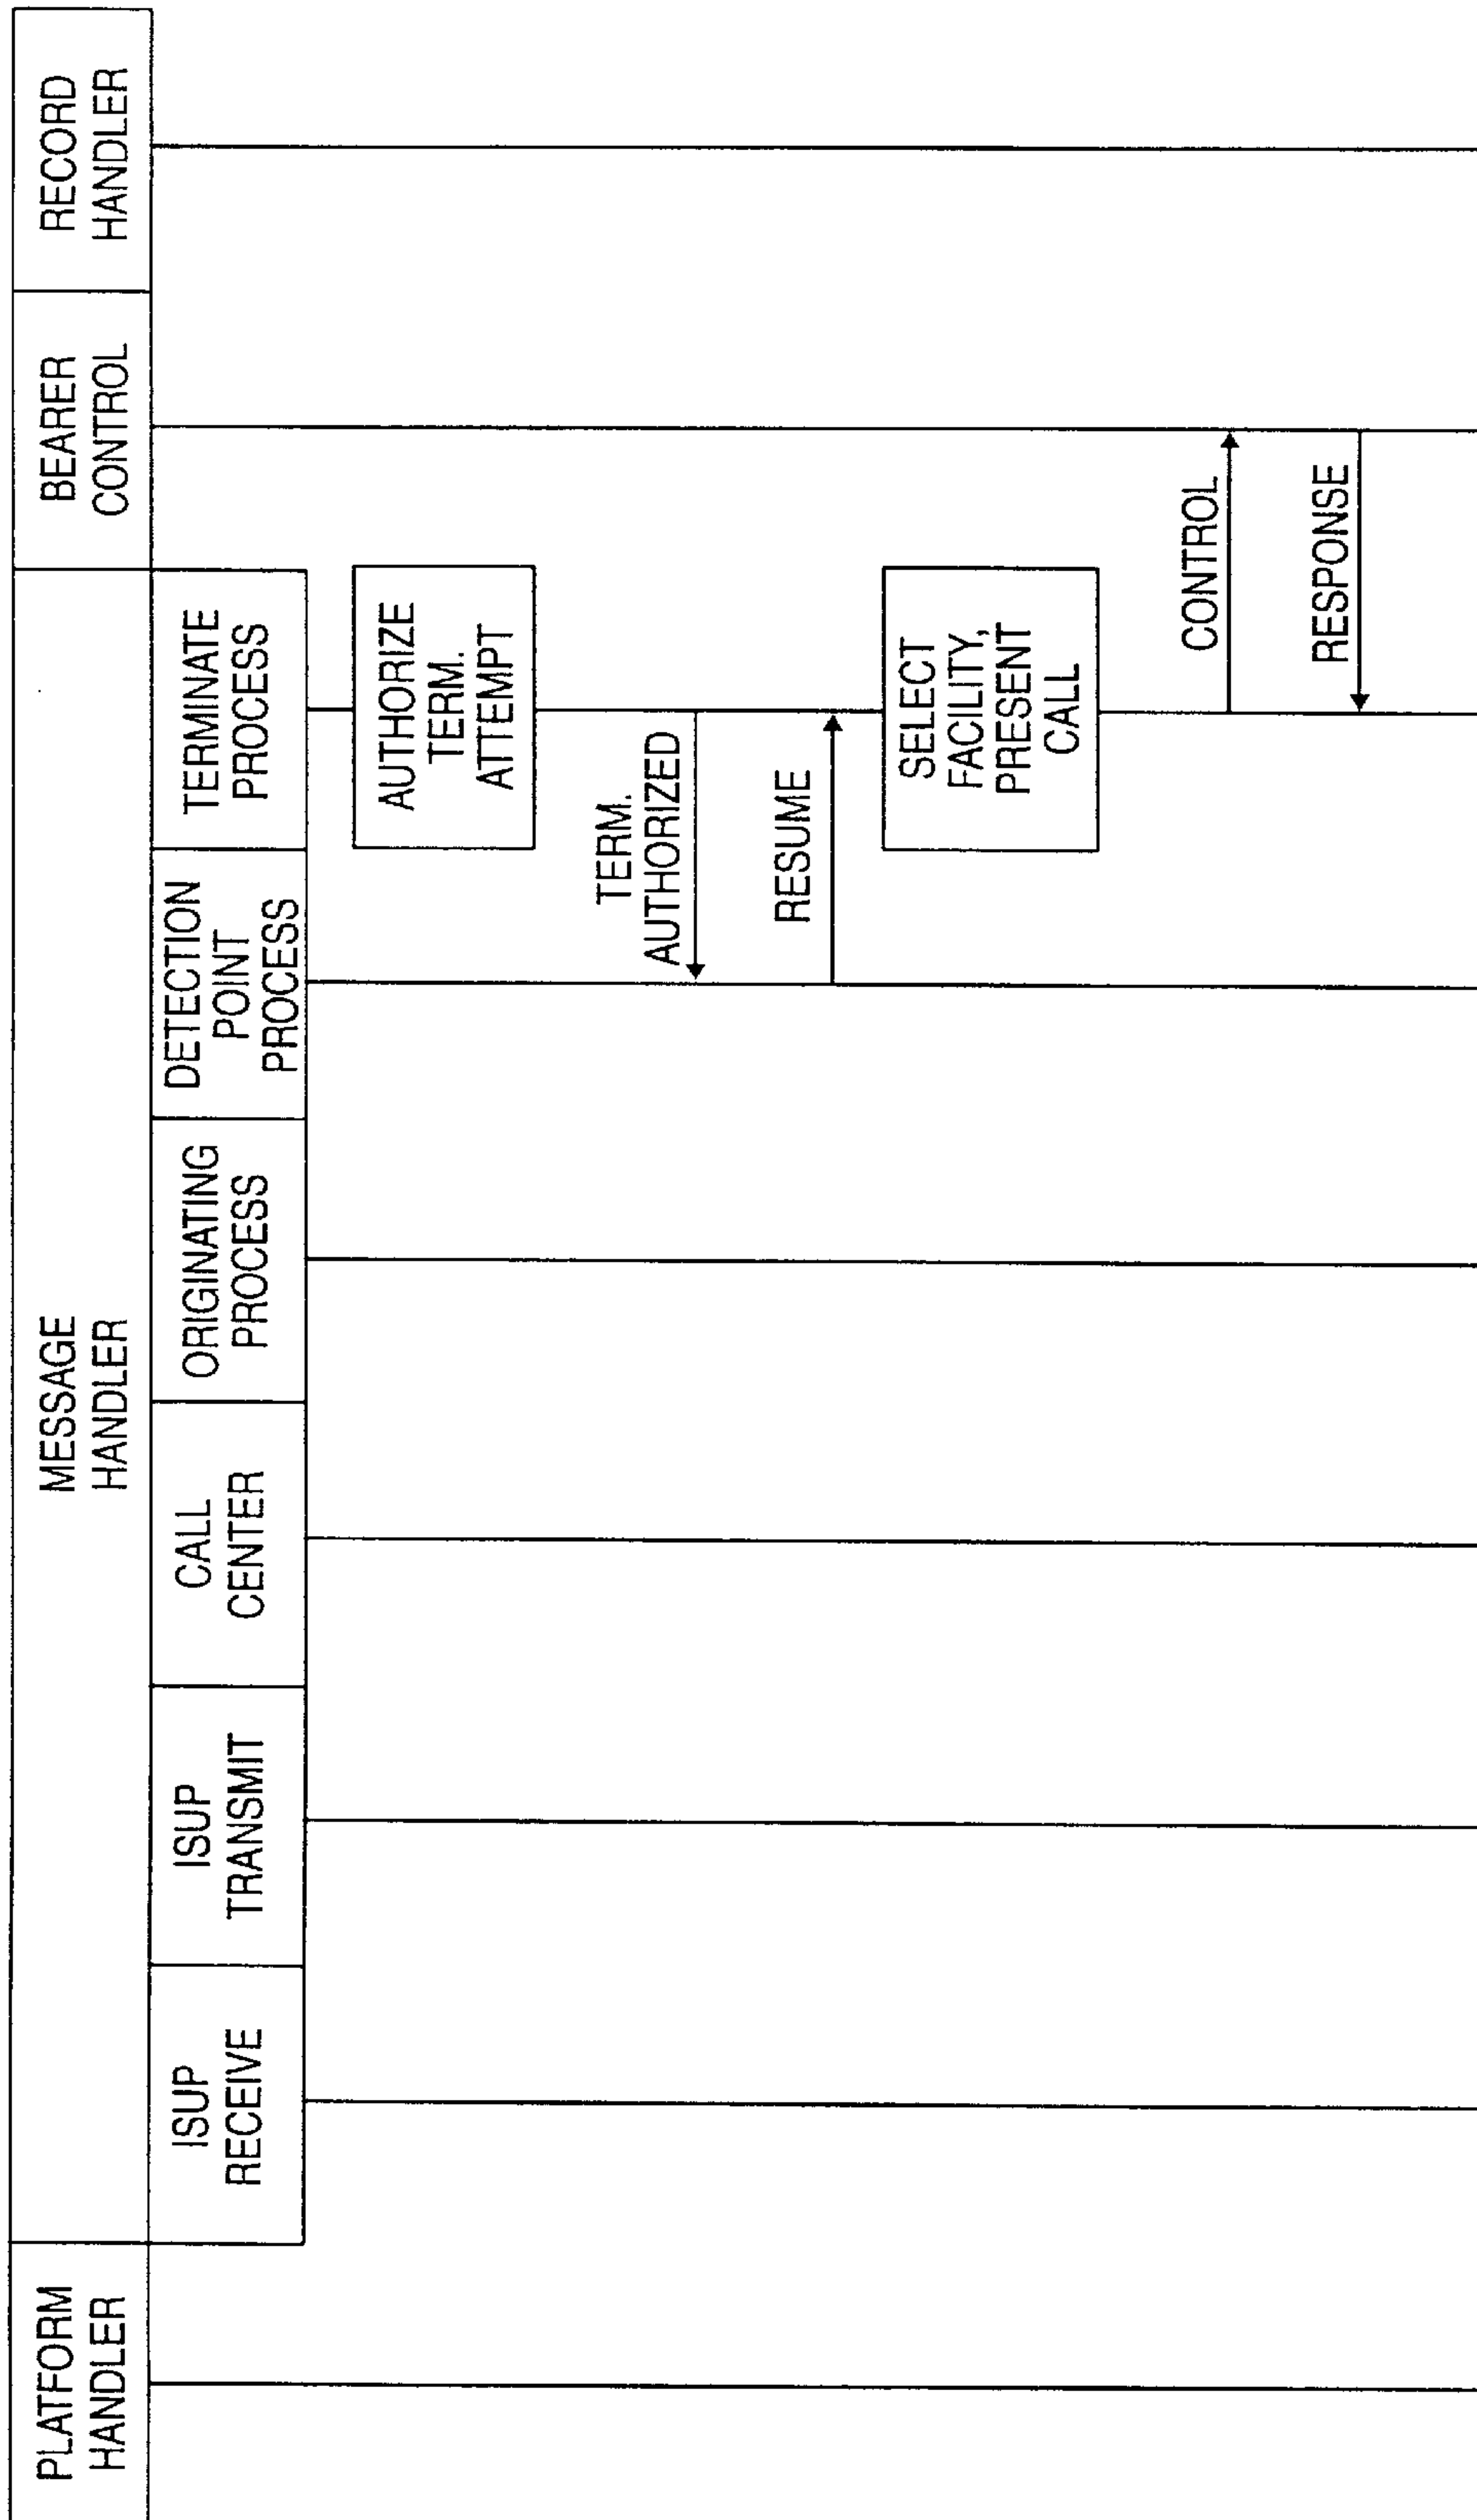 PLATFORM
HANDLER
MESSAGE
HANDLER
BEARER
CONTROL
RECORD
HANDLER
ISUP
RECEIVE
ISUP
TRANSMIT
CALL
CENTER
ORIGINATING
PROCESS
DETECTION
POINT
PROCESS
TERMINATE
PROCESS
AUTHORIZE
TERM.
ATTEMPT
TERM.
AUTHORIZED
RESUME
SELECT
FACILITY,
PRESENT
CALL
CONTROL
RESPONSE